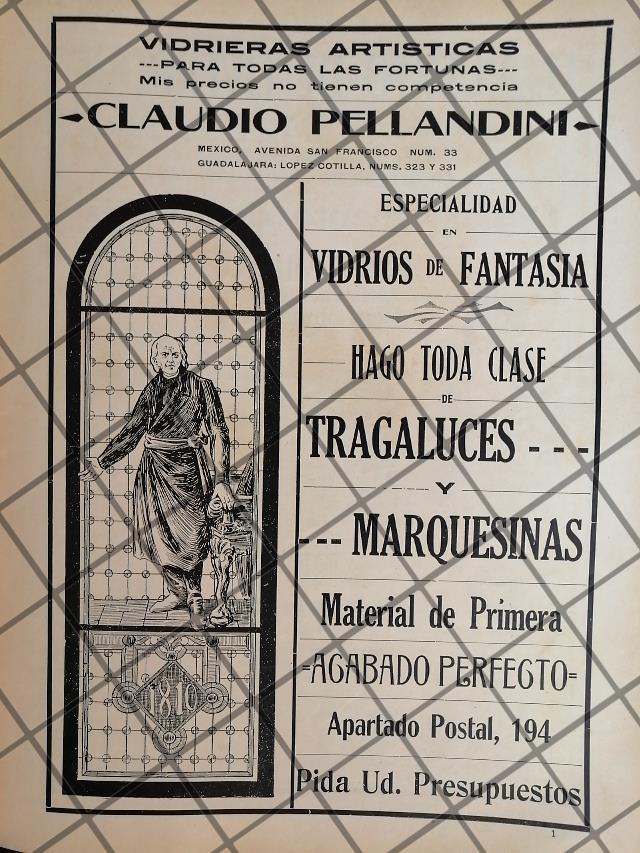 VIDRIERAS ARTISTICAS
---PARA TODAS LAS FORTUNAS---
Mis precios no tienen competencia
CLAUDIO PELLANDINI
MEXICO, AVENIDA SAN FRANCISCO NUM. 33
GUADALAJARA: LOPEZ COTILLA, NUMS. 323 Y 331
ESPECIALIDAD
EN
VIDRIOS DE FANTASIA
HAGO TODA CLASE
DE
TRAGALUCES - - -
Y
--- MARQUESINAS
Material de Primera
=AGABADO PERFEGTO=
Apartado Postal, 194
Pida Ud. Presupuestos
1810
1